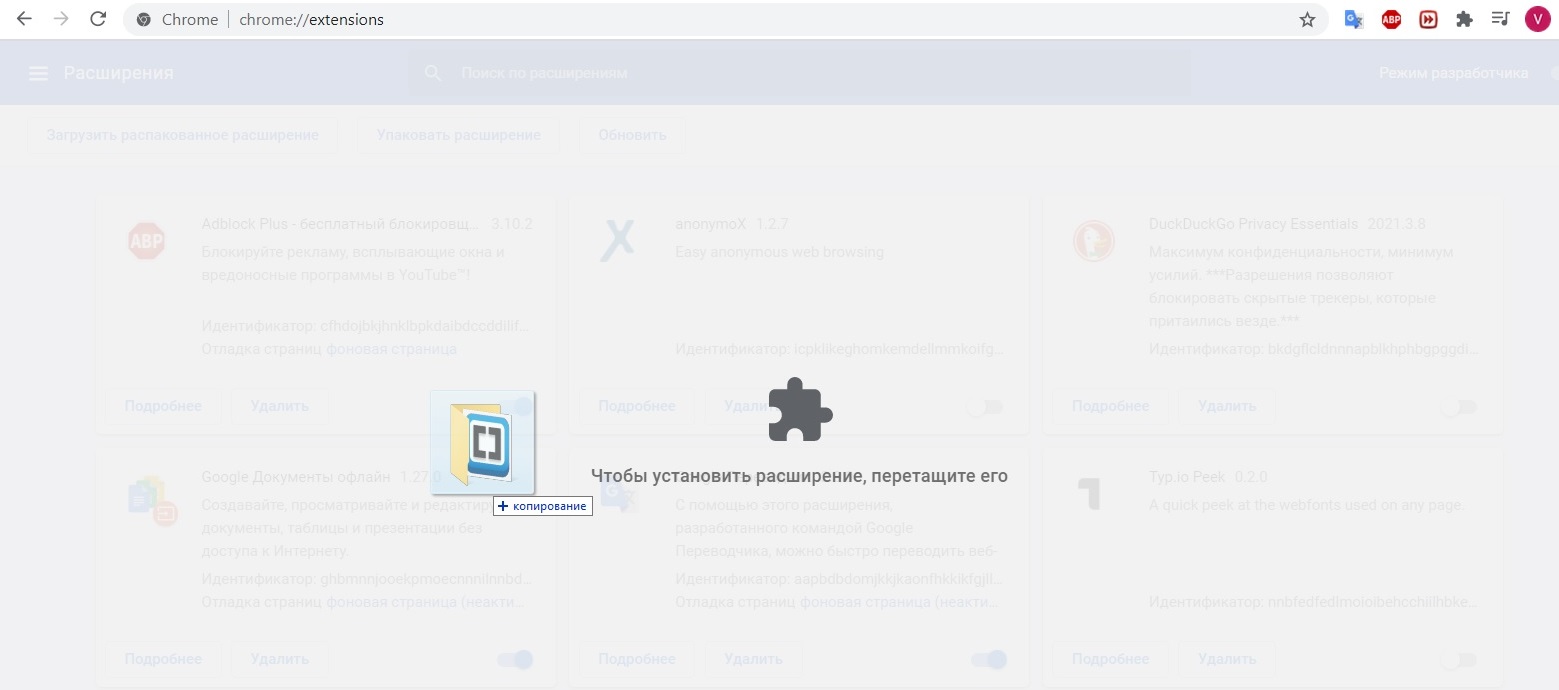 Chrome | chrome://extensions
ABP
V
Расширения
Поиск по расширениям
Режим разработчика
Загрузить распакованное расширение
Упаковать расширение
Обновить
ABP
Adblock Plus - бесплатный блокировщ... 3.10.2
Блокируйте рекламу, всплывающие окна и
вредоносные программы в YouTube™!
Идентификатор: cfhdojbkjhnklbpkdaibdccddilif...
Отладка страниц фоновая страница
Подробнее
Удалить
anonymoX 1.2.7
Easy anonymous web browsing
Идентификатор: icpklikeghomkemdellmmkoifg...
Подробнее
Удали
DuckDuckGo Privacy Essentials 2021.3.8
Максимум конфиденциальности, минимум
усилий. ***Разрешения позволяют
блокировать скрытые трекеры, которые
притаились везде.***
Идентификатор: bkdgflcldnnnapblkhphbgpggdi...
Подробнее
Удалить
Чтобы установить расширение, перетащите его
+ копирование
Google Документы офлайн 1.27.0
Создавайте, просматривайте и редактир
документы, таблицы и презентации без
доступа к Интернету.
Идентификатор: ghbmnnjooekpmoecnnnilnnbd...
Отладка страниц фоновая страница (неакти...
Подробнее
Удалить
С помощью этого расширения,
разработанного командой Google
Переводчика, можно быстро переводить веб-
Идентификатор: aapbdbdomjkkjkaonfhkkikfgjll...
Отладка страниц фоновая страница (неакти...
Подробнее
Удалить
Typ.io Peek 0.2.0
A quick peek at the webfonts used on any page.
Идентификатор: nnbfedfedlmoioibehcchiilhbke...
Подробнее
Удалить